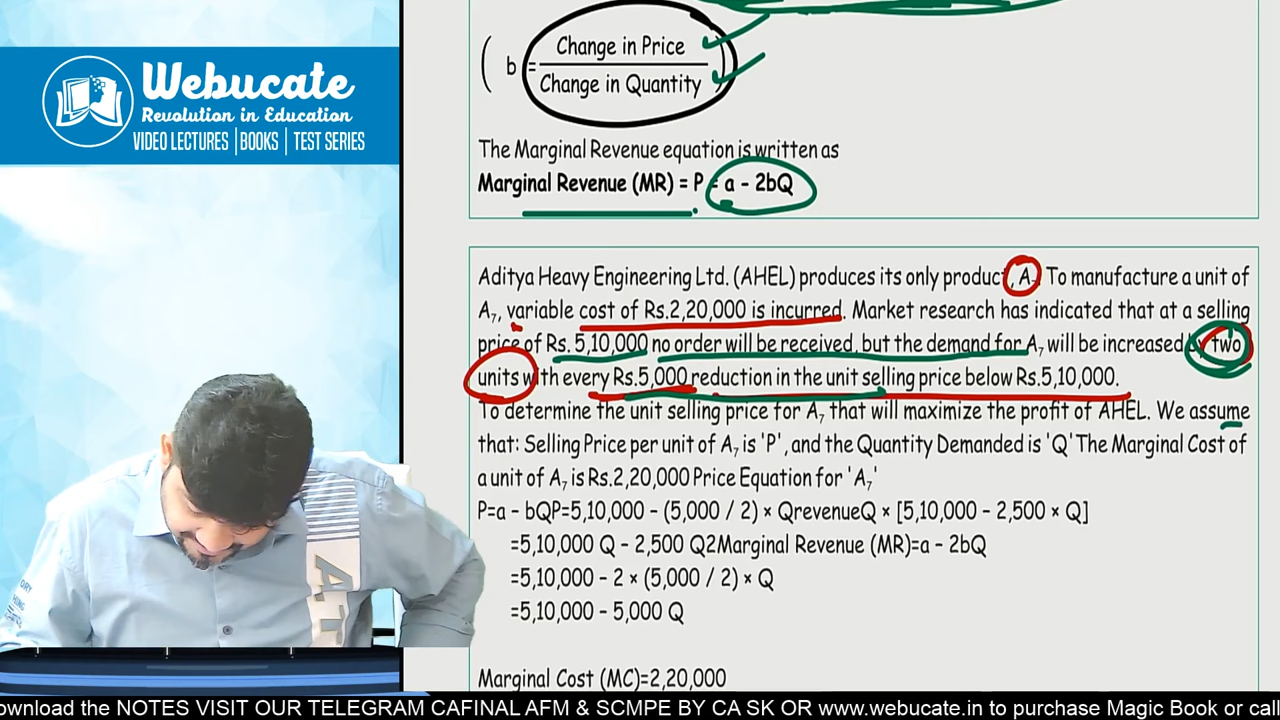 Webucate
Revolution in Education
VIDEO LECTURES | BOOKS | TEST SERIES
b = Change in Price
Change in Quantity
The Marginal Revenue equation is written as
Marginal Revenue (MR) = P = a - 2bQ
Aditya Heavy Engineering Ltd. (AHEL) produces its only product, A7. To manufacture a unit of
A7, variable cost of Rs.2,20,000 is incurred. Market research has indicated that at a selling
price of Rs. 5,10,000 no order will be received, but the demand for A7 will be increased by two
units with every Rs.5,000 reduction in the unit selling price below Rs.5,10,000.
To determine the unit selling price for A7 that will maximize the profit of AHEL. We assume
that: Selling Price per unit of A7 is 'P', and the Quantity Demanded is 'Q'The Marginal Cost of
a unit of A7 is Rs.2,20,000 Price Equation for 'A7'
P=a - bQP=5,10,000 - (5,000 / 2) × QrevenueQ × [5,10,000 - 2,500 × Q]
=5,10,000 Q - 2,500 Q2Marginal Revenue (MR)=a - 2bQ
=5,10,000 - 2 × (5,000 / 2) × Q
=5,10,000 - 5,000 Q
Marginal Cost (MC)=2,20,000
ownload the NOTES VISIT OUR TELEGRAM CAFINAL AFM & SCMPE BY CA SK OR www.webucate.in to purchase Magic Book or call